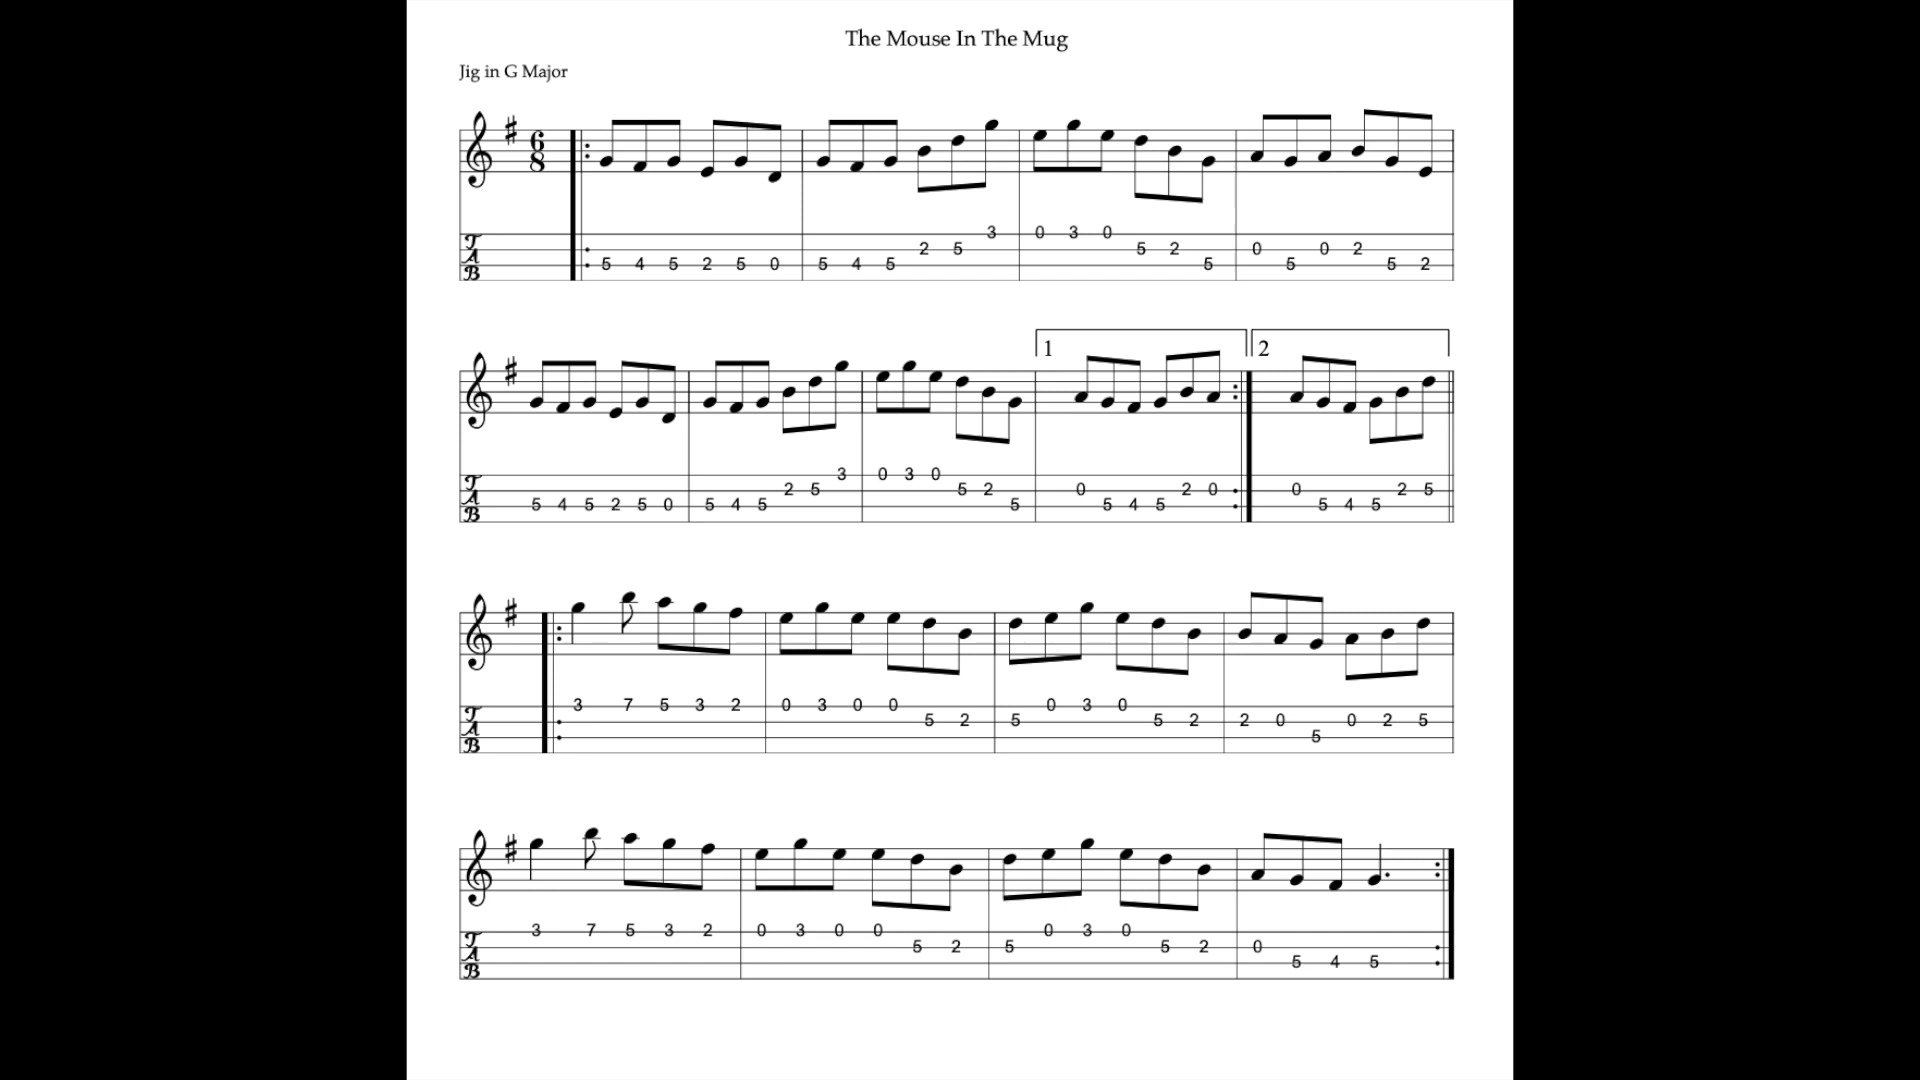 The Mouse In The Mug
Jig in G Major
6
8
3 0 3 0
2 5 5 2 0 0 2
T
A
B
5 4 5 2 5 0 5 4 5 5 5 5 2
1 2
3 0 3 0
2 5 5 2 0 2 0 0 2 5
T
A
B
5 4 5 2 5 0 5 4 5 5 5 4 5 5 4 5
3 7 5 3 2 0 3 0 0 0 3 0
5 2 5 5 2 2 0 0 2 5
T
A
B
5
3 7 5 3 2 0 3 0 0 0 3 0
5 2 5 5 2 0
T
A
B
5 4 5